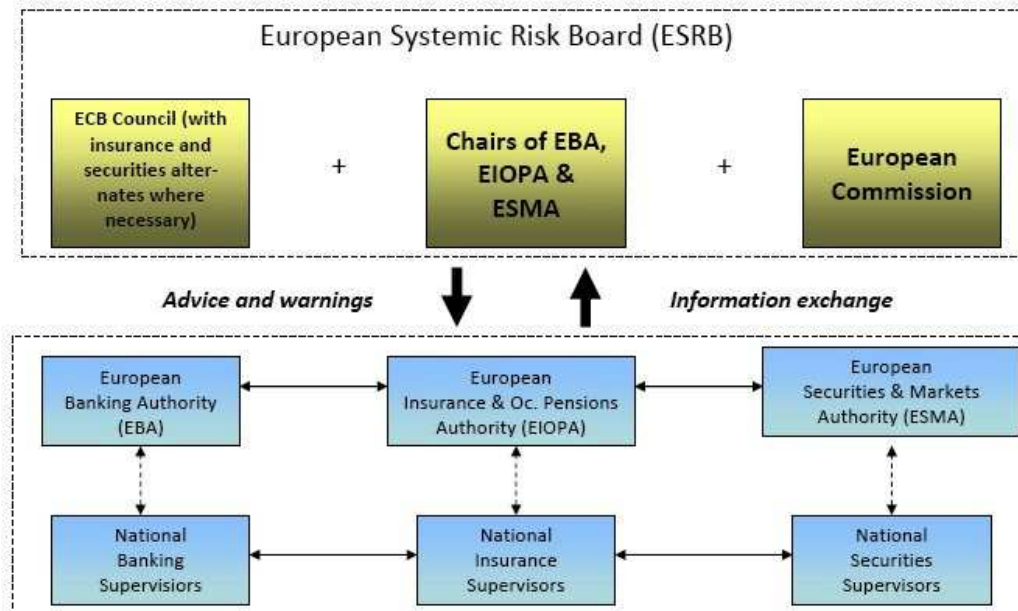 European Systemic Risk Board (ESRB)
ECB Council (with
insurance and
securities alter-
nates where
necessary)
+
Chairs of EBA,
EIOPA &
ESMA
+
European
Commission
Advice and warnings
Information exchange
European
Banking Authority
(EBA)
European
Insurance & Oc. Pensions
Authority (EIOPA)
European
Securities & Markets
Authority (ESMA)
National
Banking
Supervisiors
National
Insurance
Supervisors
National
Securities
Supervisors